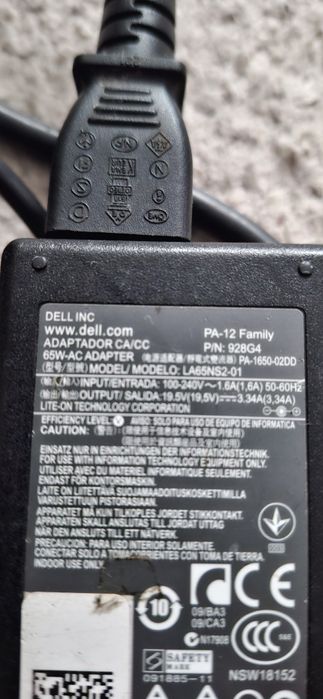 DELL INC
www.dell.com
PA-12 Family
ADAPTADOR CA/CC
P/N: 928G4
65W-AC ADAPTER
PA-1650-02DD
MODEL/ MODELO: LA65NS2-01
INPUT/ENTRADA: 100-240V~1.6A(1,6A) 50-60Hz
OUTPUT/ SALIDA:19.5V(19,5V)⎓3.34A(3,34A)
LITE-ON TECHNOLOGY CORPORATION
EFFICIENCY LEVEL V
AVISO: SOLO PARA USO DE EQUIPO DE INFORMATICA
CAUTION:
EINSATZ NUR IN EINRICHTUNGEN DER INFORMATIONSTECHNIK.
FOR USE WITH INFORMATION TECHNOLOGY EQUIPMENT ONLY.
UTILISER AVEC DU MATERIEL INFORMATIQUE SEULEMENT.
ENDAST FÖR KONTORSMASKIN.
LAITE ON LIITETTÄVÄ SUOJAMAADOITUSKOSKETTIMILLA
VARUSTETTUUN PISTORASIAAN.
APPARATET MÅ KUN TILKOPLES JORDET STIKKONTAKT.
APPARATEN SKALL ANSLUTAS TILL JORDAT UTTAG
NÄR DEN ANSLUTS TILL ETT NÄTVERK.
PRECAUCION: PARA USO INTERIOR SOLAMENTE.
CONECTAR SOLO A TOMAS CON TOMA DE TIERRA.
INDOOR USE ONLY.
10
09/BA3
09/CA3
N17908
CE
CCC
S&E
SAFETY
MARK
091885-11
NSW18152